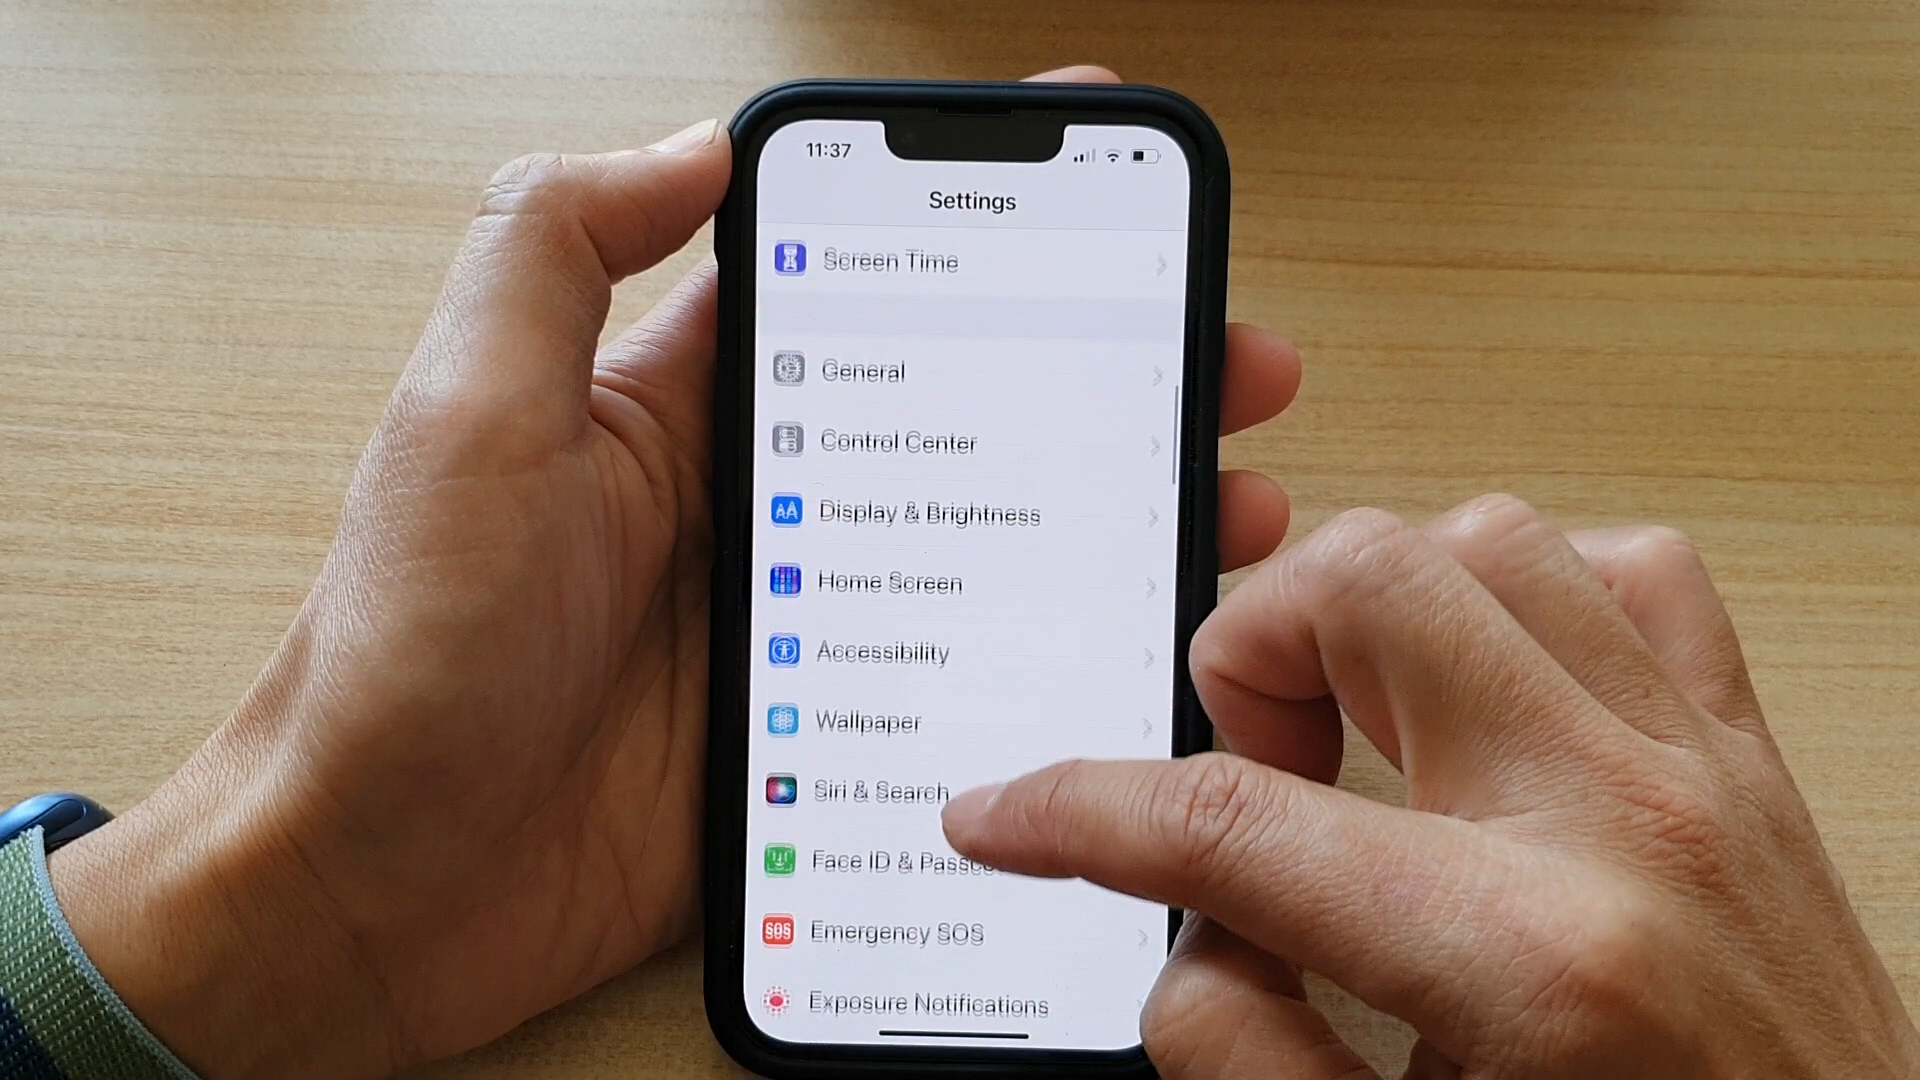 11:37
Settings
Screen Time
General
Control Center
AA Display & Brightness
Home Screen
Accessibility
Wallpaper
Siri & Search
Face ID &
SOS Emergency SOS
Exposure Notifications